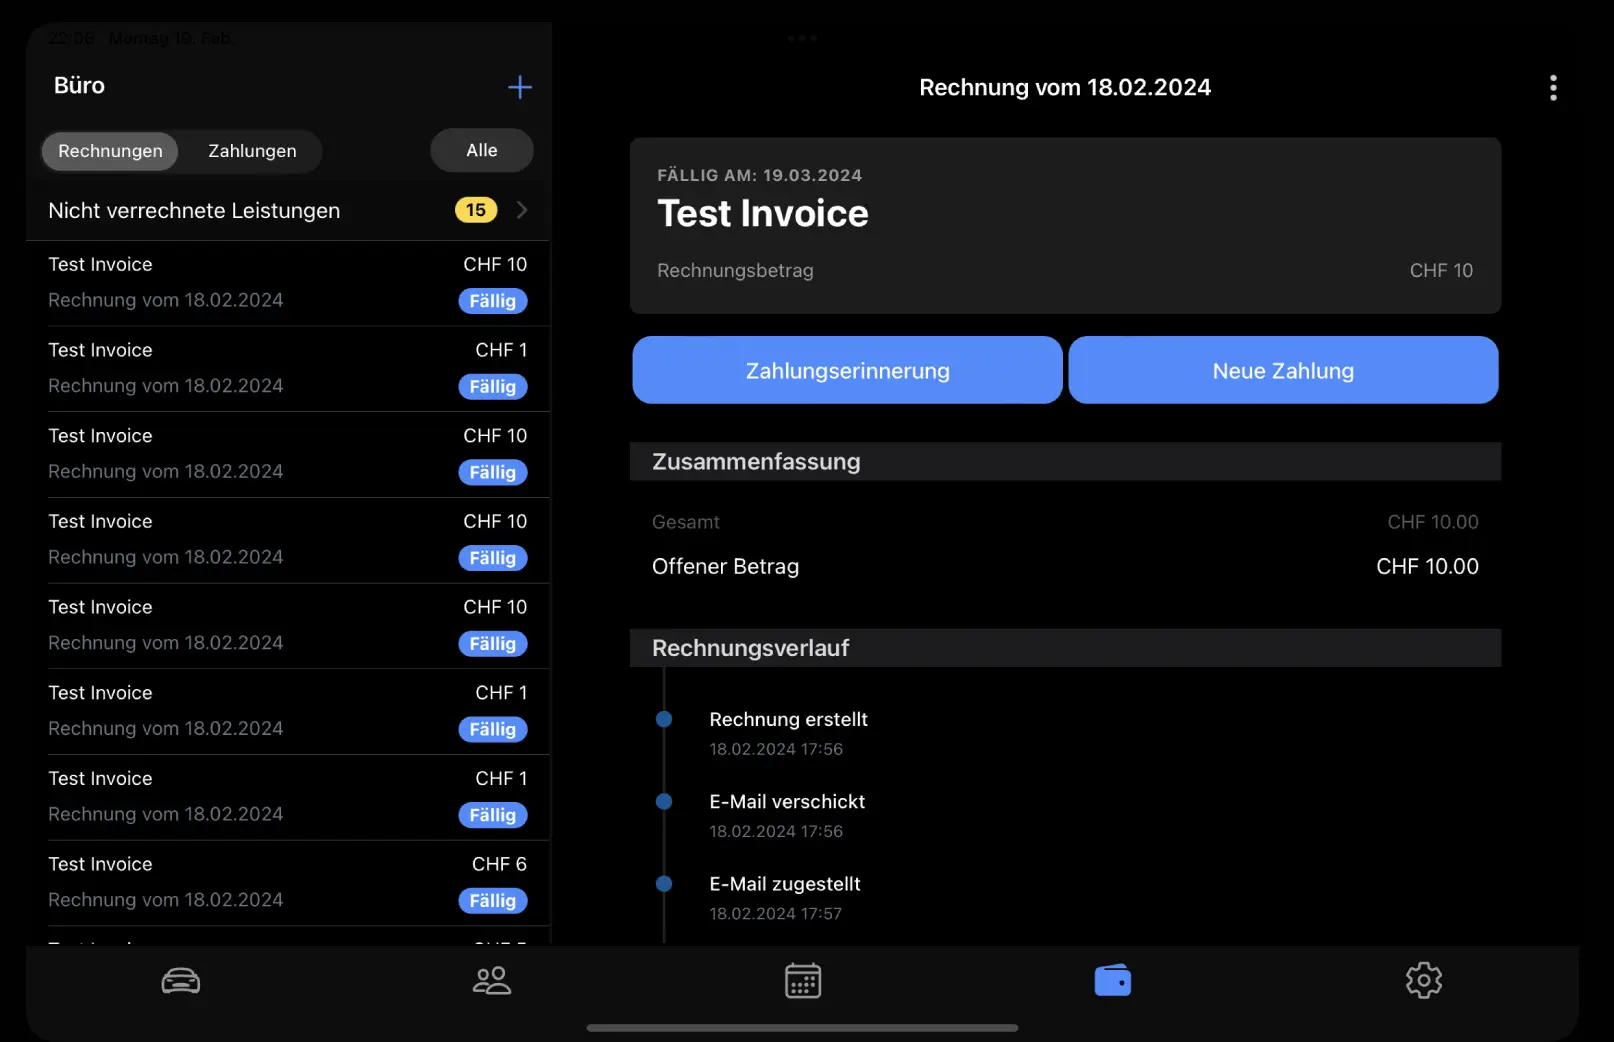 22:06 Montag 19. Feb.
Büro
Rechnungen
Zahlungen
Alle
Nicht verrechnete Leistungen
15
Test Invoice
CHF 10
Rechnung vom 18.02.2024
Fällig
Test Invoice
CHF 1
Rechnung vom 18.02.2024
Fällig
Test Invoice
CHF 10
Rechnung vom 18.02.2024
Fällig
Test Invoice
CHF 10
Rechnung vom 18.02.2024
Fällig
Test Invoice
CHF 10
Rechnung vom 18.02.2024
Fällig
Test Invoice
CHF 1
Rechnung vom 18.02.2024
Fällig
Test Invoice
CHF 1
Rechnung vom 18.02.2024
Fällig
Test Invoice
CHF 6
Rechnung vom 18.02.2024
Fällig
Rechnung vom 18.02.2024
FÄLLIG AM: 19.03.2024
Test Invoice
Rechnungsbetrag
CHF 10
Zahlungserinnerung
Neue Zahlung
Zusammenfassung
Gesamt
CHF 10.00
Offener Betrag
CHF 10.00
Rechnungsverlauf
Rechnung erstellt
18.02.2024 17:56
E-Mail verschickt
18.02.2024 17:56
E-Mail zugestellt
18.02.2024 17:57